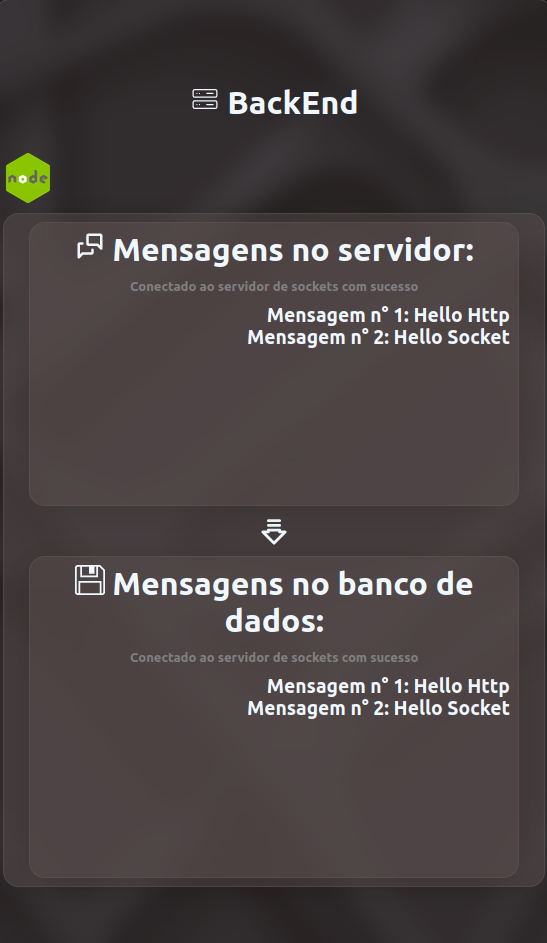 BackEnd
node
Mensagens no servidor:
Conectado ao servidor de sockets com sucesso
Mensagem n° 1: Hello Http
Mensagem n° 2: Hello Socket
Mensagens no banco de
dados:
Conectado ao servidor de sockets com sucesso
Mensagem n° 1: Hello Http
Mensagem n° 2: Hello Socket